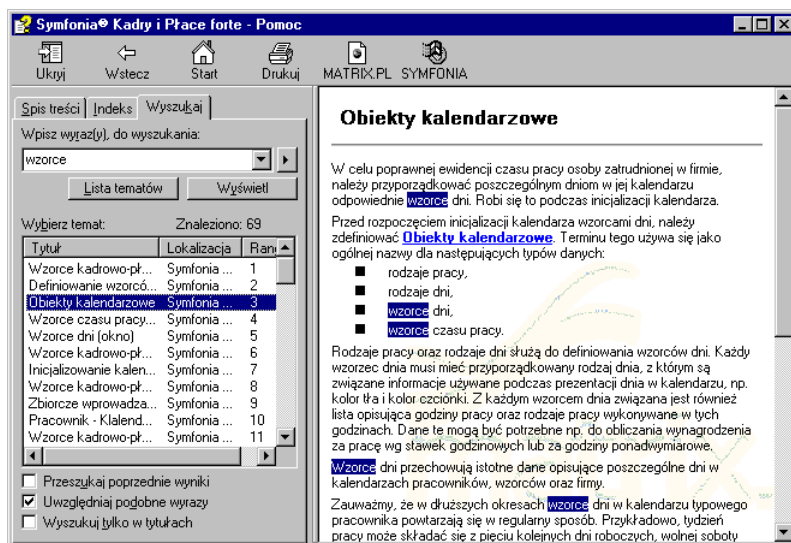 Symfonia® Kadry i Płace forte - Pomoc
Ukryj Wstecz Start Drukuj MATRIX.PL SYMFONIA
Spis treści Indeks Wyszukaj
Wpisz wyraz(y), do wyszukania:
wzorce
Lista tematów Wyświetl
Wybierz temat: Znaleziono: 69
Tytuł Lokalizacja Ran
Wzorce kadrowo-pł... Symfonia ... 1
Definiowanie wzorcó... Symfonia ... 2
Obiekty kalendarzowe Symfonia ... 3
Wzorce czasu pracy... Symfonia ... 4
Wzorce dni (okno) Symfonia ... 5
Wzorce kadrowo-pł... Symfonia ... 6
Inicjalizowanie kalen... Symfonia ... 7
Wzorce kadrowo-pł... Symfonia ... 8
Zbiorcze wprowadza... Symfonia ... 9
Pracownik - Klalend... Symfonia ... 10
Wzorce kadrowo-pł... Symfonia ... 11
Przeszukaj poprzednie wyniki
Uwzględniaj podobne wyrazy
Wyszukuj tylko w tytułach
Obiekty kalendarzowe
W celu poprawnej ewidencji czasu pracy osoby zatrudnionej w firmie,
należy przyporządkować poszczególnym dniom w jej kalendarzu
odpowiednie wzorce dni. Robi się to podczas inicjalizacji kalendarza.
Przed rozpoczęciem inicjalizacji kalendarza wzorcami dni, należy
zdefiniować Obiekty kalendarzowe. Terminu tego używa się jako
ogólnej nazwy dla następujących typów danych:
■ rodzaje pracy,
■ rodzaje dni,
■ wzorce dni,
■ wzorce czasu pracy.
Rodzaje pracy oraz rodzaje dni służą do definiowania wzorców dni. Każdy
wzorzec dnia musi mieć przyporządkowany rodzaj dnia, z którym są
związane informacje używane podczas prezentacji dnia w kalendarzu, np.
kolor tła i kolor czcionki. Z każdym wzorcem dnia związana jest również
lista opisująca godziny pracy oraz rodzaje pracy wykonywane w tych
godzinach. Dane te mogą być potrzebne np. do obliczania wynagrodzenia
za pracę wg stawek godzinowych lub za godziny ponadwymiarowe.
Wzorce dni przechowują istotne dane opisujące poszczególne dni w
kalendarzach pracowników, wzorców oraz firmy.
Zauważmy, że w dłuższych okresach wzorce dni w kalendarzu typowego
pracownika powtarzają się w regularny sposób. Przykładowo, tydzień
pracy może składać się z pięciu kolejnych dni roboczych, wolnej soboty